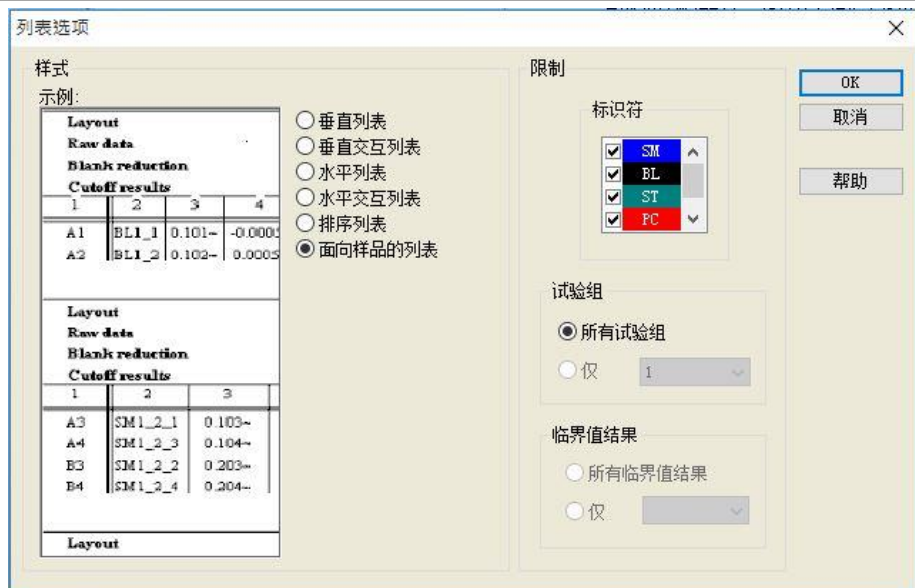 列表选项
样式
示例:
Layout
Raw data
Blank reduction
Cutoff results
1 2 3 4
A1 BL1_1 0.101~ -0.0005
A2 BL1_2 0.102~ 0.0005
Layout
Raw data
Blank reduction
Cutoff results
1 2 3
A3 SM1_2_1 0.103~
A4 SM1_2_3 0.104~
B3 SM1_2_2 0.203~
B4 SM1_2_4 0.204~
Layout
垂直列表
垂直交互列表
水平列表
水平交互列表
排序列表
面向样品的列表
限制
标识符
SM
BL
ST
PC
试验组
所有试验组
仅 1
临界值结果
所有临界值结果
仅
OK
取消
帮助